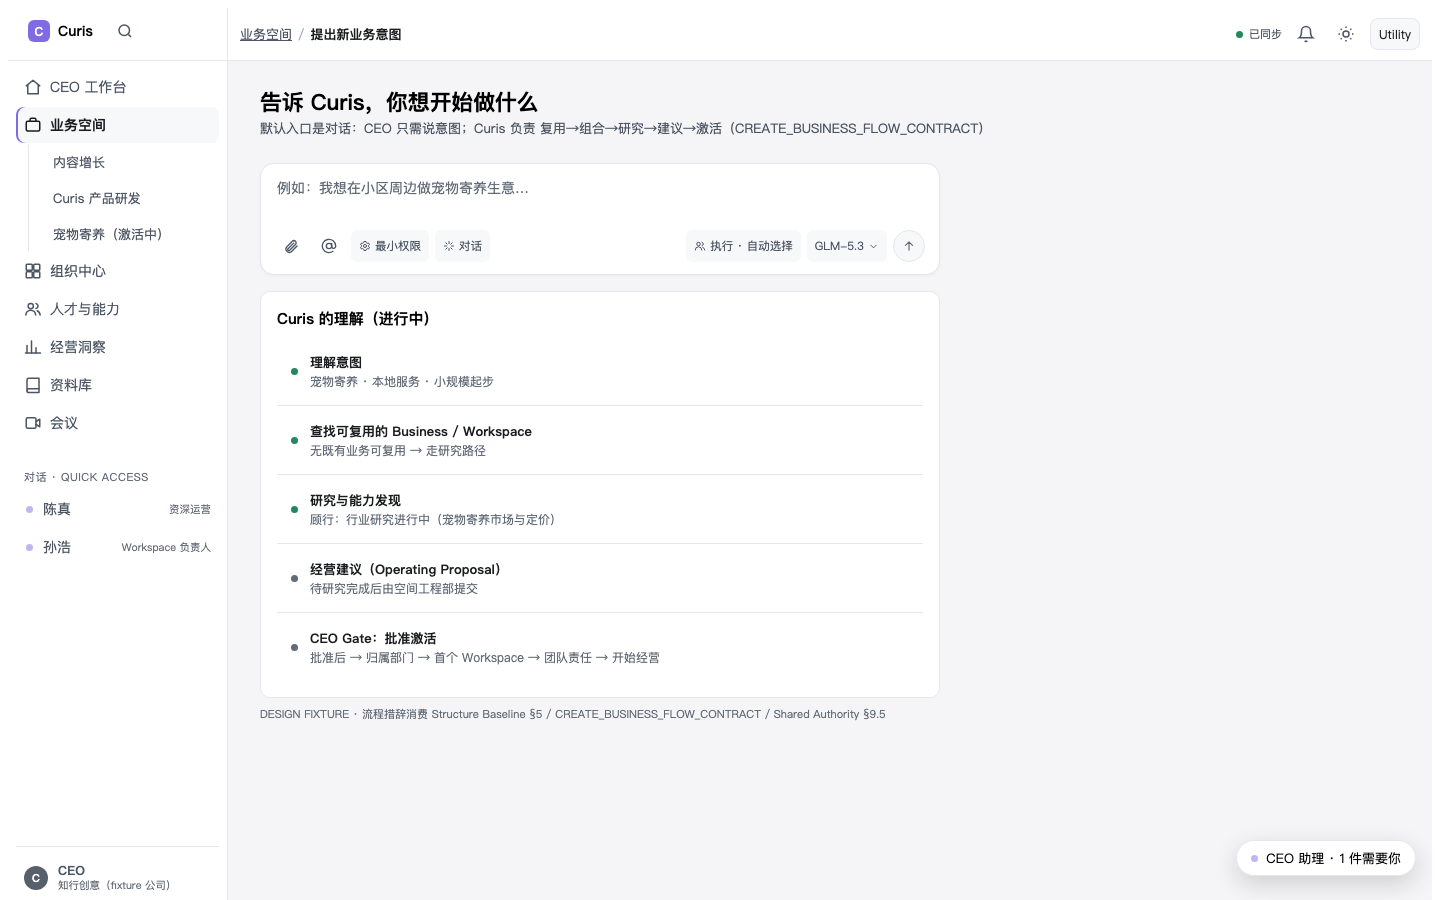 C Curis
业务空间 / 提出新业务意图
已同步
Utility
CEO 工作台
业务空间
内容增长
Curis 产品研发
宠物寄养（激活中）
组织中心
人才与能力
经营洞察
资料库
会议
对话 · QUICK ACCESS
陈真 资深运营
孙浩 Workspace 负责人
C
CEO
知行创意（fixture 公司）
告诉 Curis，你想开始做什么
默认入口是对话：CEO 只需说意图；Curis 负责 复用→组合→研究→建议→激活（CREATE_BUSINESS_FLOW_CONTRACT）
例如：我想在小区周边做宠物寄养生意…
最小权限 对话 执行 · 自动选择 GLM-5.3
Curis 的理解（进行中）
理解意图
宠物寄养 · 本地服务 · 小规模起步
查找可复用的 Business / Workspace
无既有业务可复用 → 走研究路径
研究与能力发现
顾行：行业研究进行中（宠物寄养市场与定价）
经营建议（Operating Proposal）
待研究完成后由空间工程部提交
CEO Gate：批准激活
批准后 → 归属部门 → 首个 Workspace → 团队责任 → 开始经营
DESIGN FIXTURE · 流程措辞消费 Structure Baseline §5 / CREATE_BUSINESS_FLOW_CONTRACT / Shared Authority §9.5
CEO 助理 · 1 件需要你